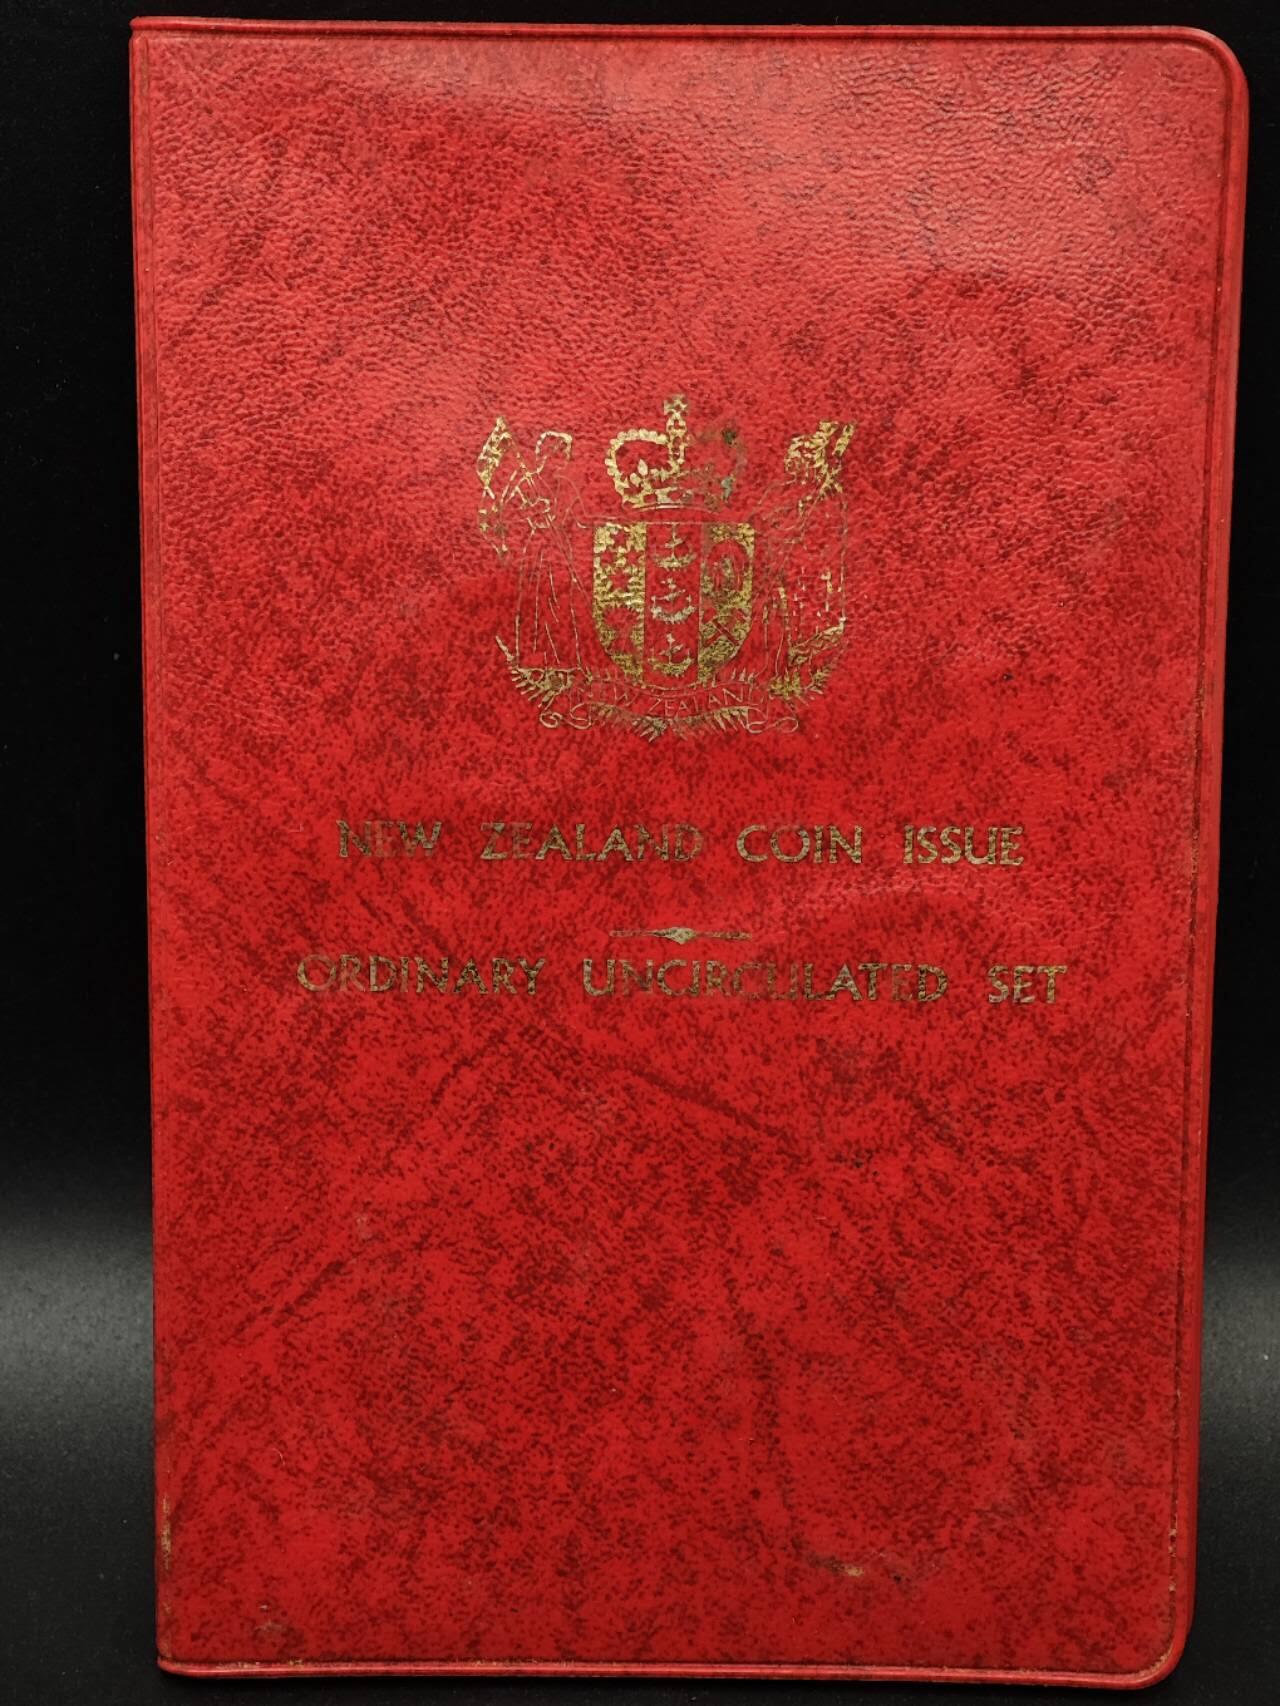 NEW ZEALAND
NEW ZEALAND COIN ISSUE
ORDINARY UNCIRCULATED SET